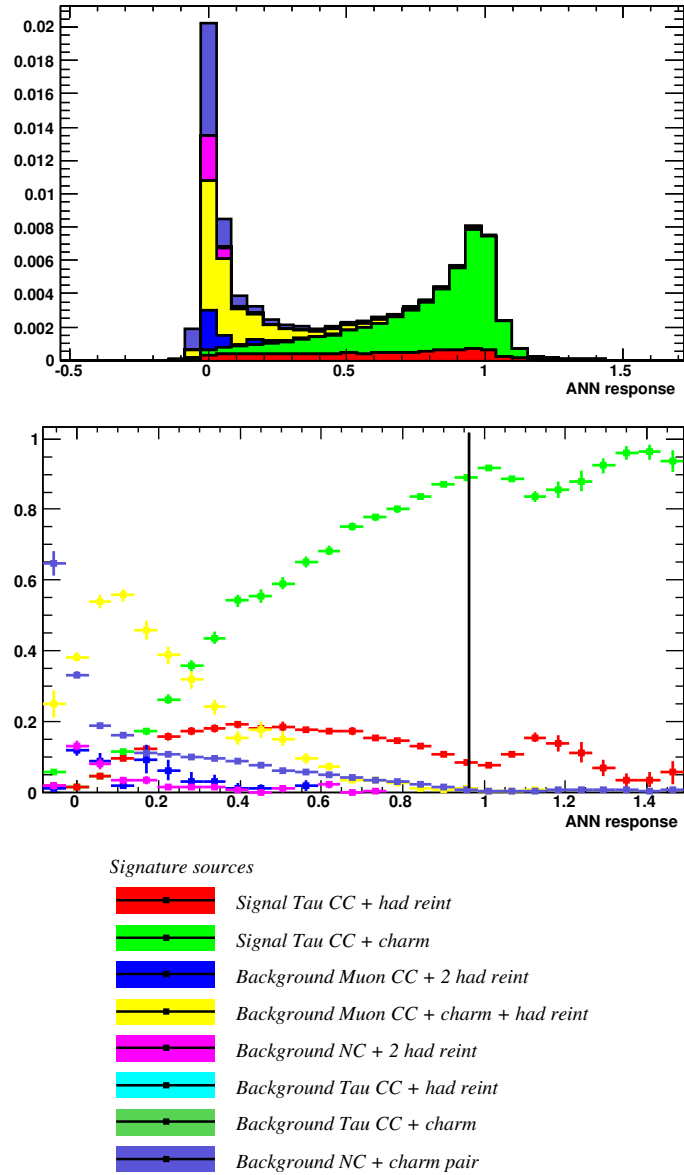 0.02
0.018
0.016
0.014
0.012
0.01
0.008
0.006
0.004
0.002
0
-0.5 0 0.5 1 1.5
ANN response
1
0.8
0.6
0.4
0.2
0
0 0.2 0.4 0.6 0.8 1 1.2 1.4
ANN response
Signature sources
Signal Tau CC + had reint
Signal Tau CC + charm
Background Muon CC + 2 had reint
Background Muon CC + charm + had reint
Background NC + 2 had reint
Background Tau CC + had reint
Background Tau CC + charm
Background NC + charm pair